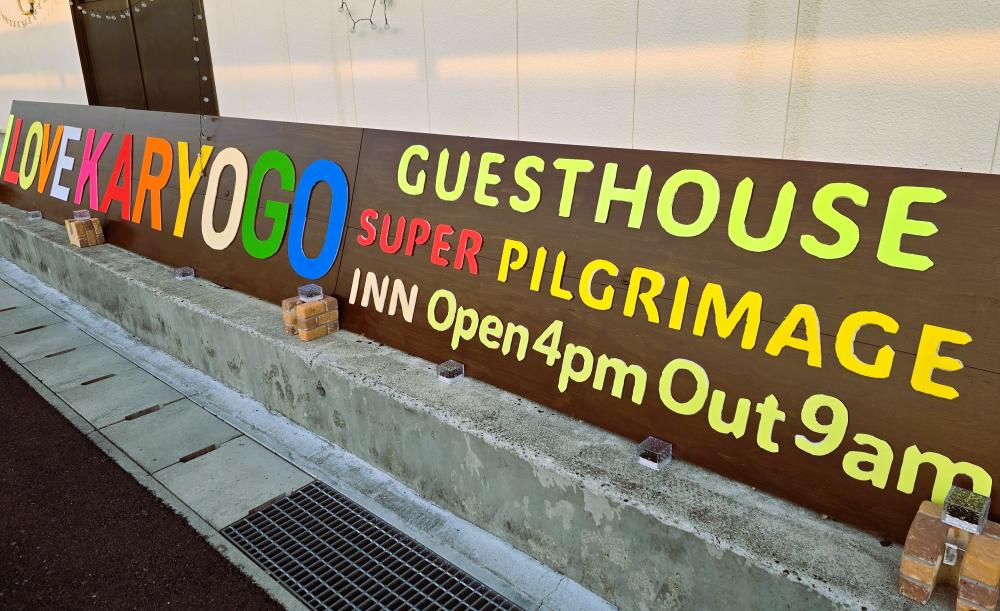 I LOVE KARYOGO
GUESTHOUSE
SUPER PILGRIMAGE
INN Open 4pm Out 9am